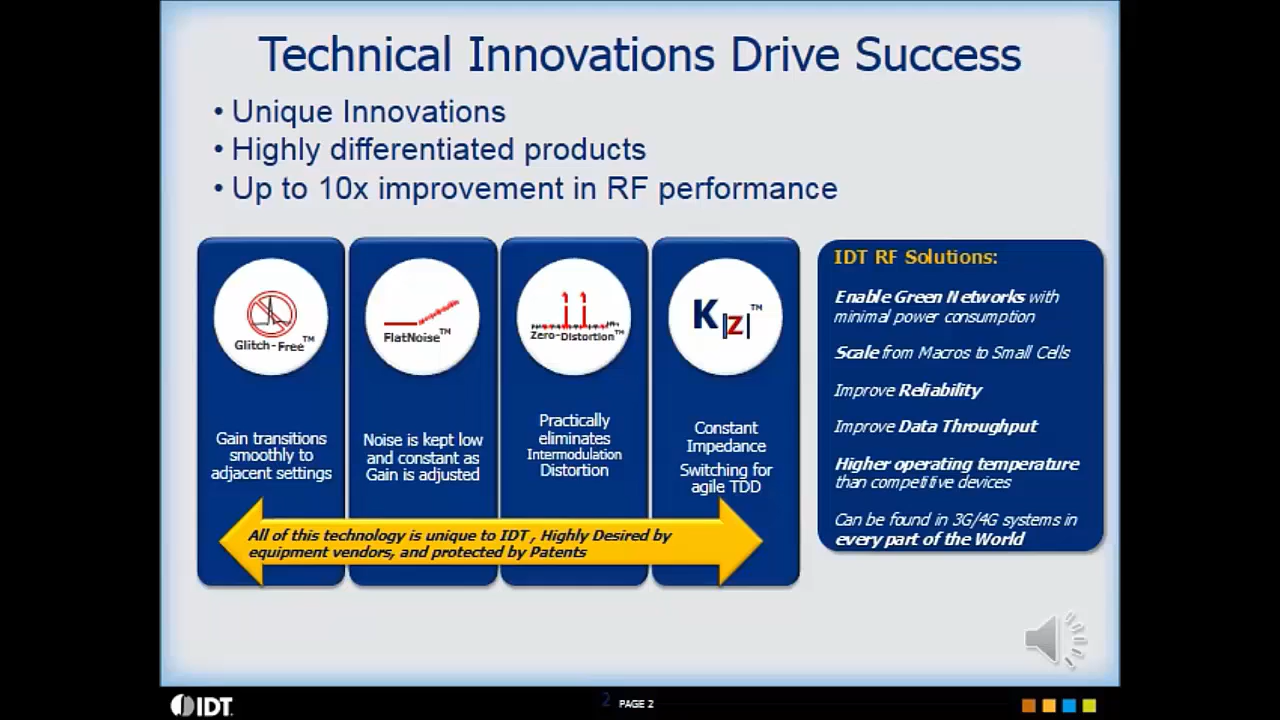 Technical Innovations Drive Success
• Unique Innovations
• Highly differentiated products
• Up to 10x improvement in RF performance
Glitch-Free™
Gain transitions
smoothly to
adjacent settings
FlatNoise™
Noise is kept low
and constant as
Gain is adjusted
Zero-Distortion™
Practically
eliminates
Intermodulation
Distortion
K|z|™
Constant
Impedance
Switching for
agile TDD
All of this technology is unique to IDT , Highly Desired by
equipment vendors, and protected by Patents
IDT RF Solutions:
Enable Green Networks with
minimal power consumption
Scale from Macros to Small Cells
Improve Reliability
Improve Data Throughput
Higher operating temperature
than competitive devices
Can be found in 3G/4G systems in
every part of the World
IDT.
2
PAGE 2